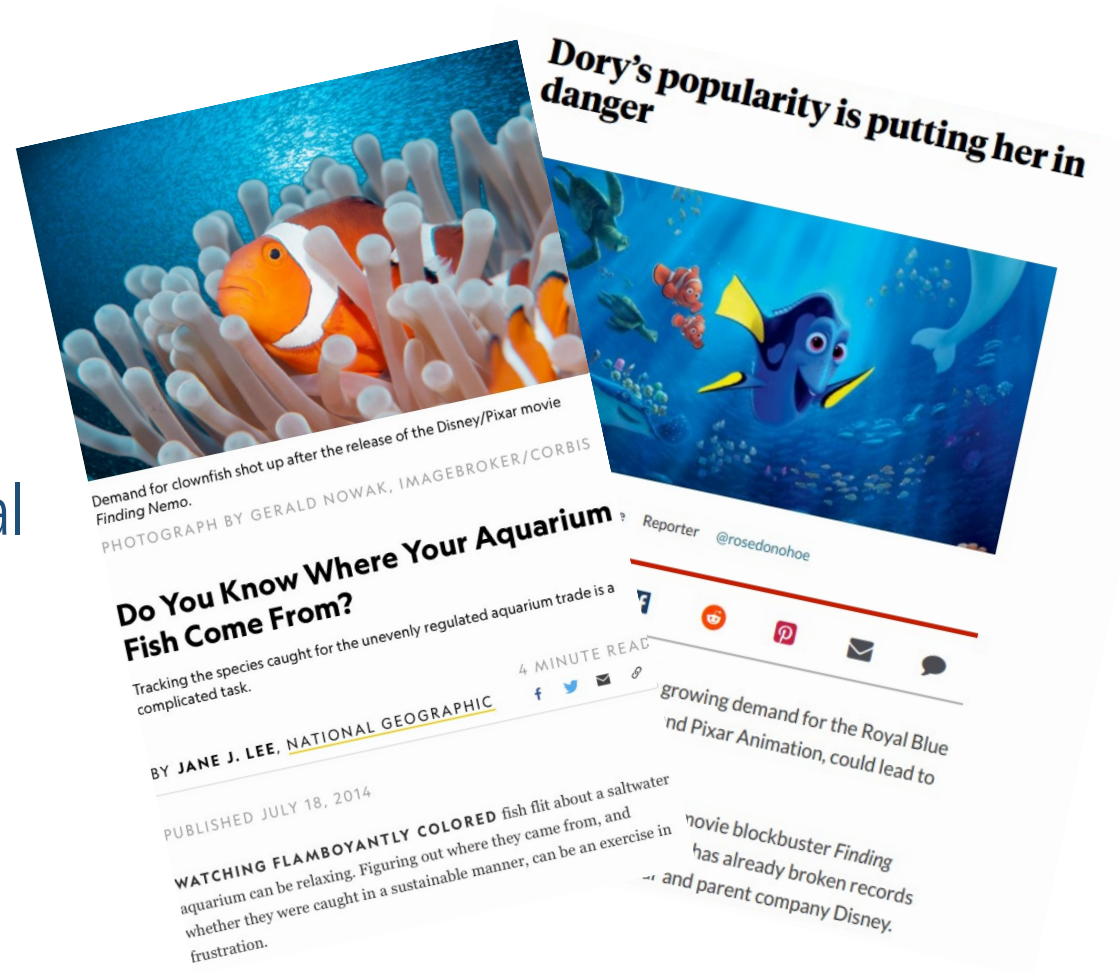 Demand for clownfish shot up after the release of the Disney/Pixar movie
Finding Nemo.
PHOTOGRAPH BY GERALD NOWAK, IMAGEBROKER/CORBIS
Do You Know Where Your Aquarium
Fish Come From?
Tracking the species caught for the unevenly regulated aquarium trade is a
complicated task.
4 MINUTE READ
BY JANE J. LEE, NATIONAL GEOGRAPHIC
PUBLISHED JULY 18, 2014
WATCHING FLAMBOYANTLY COLORED fish flit about a saltwater
aquarium can be relaxing. Figuring out where they came from, and
whether they were caught in a sustainable manner, can be an exercise in
frustration.
Dory's popularity is putting her in
danger
Reporter @rosedonohoe
growing demand for the Royal Blue
Pixar Animation, could lead to
blockbuster Finding
has already broken records
and parent company Disney.